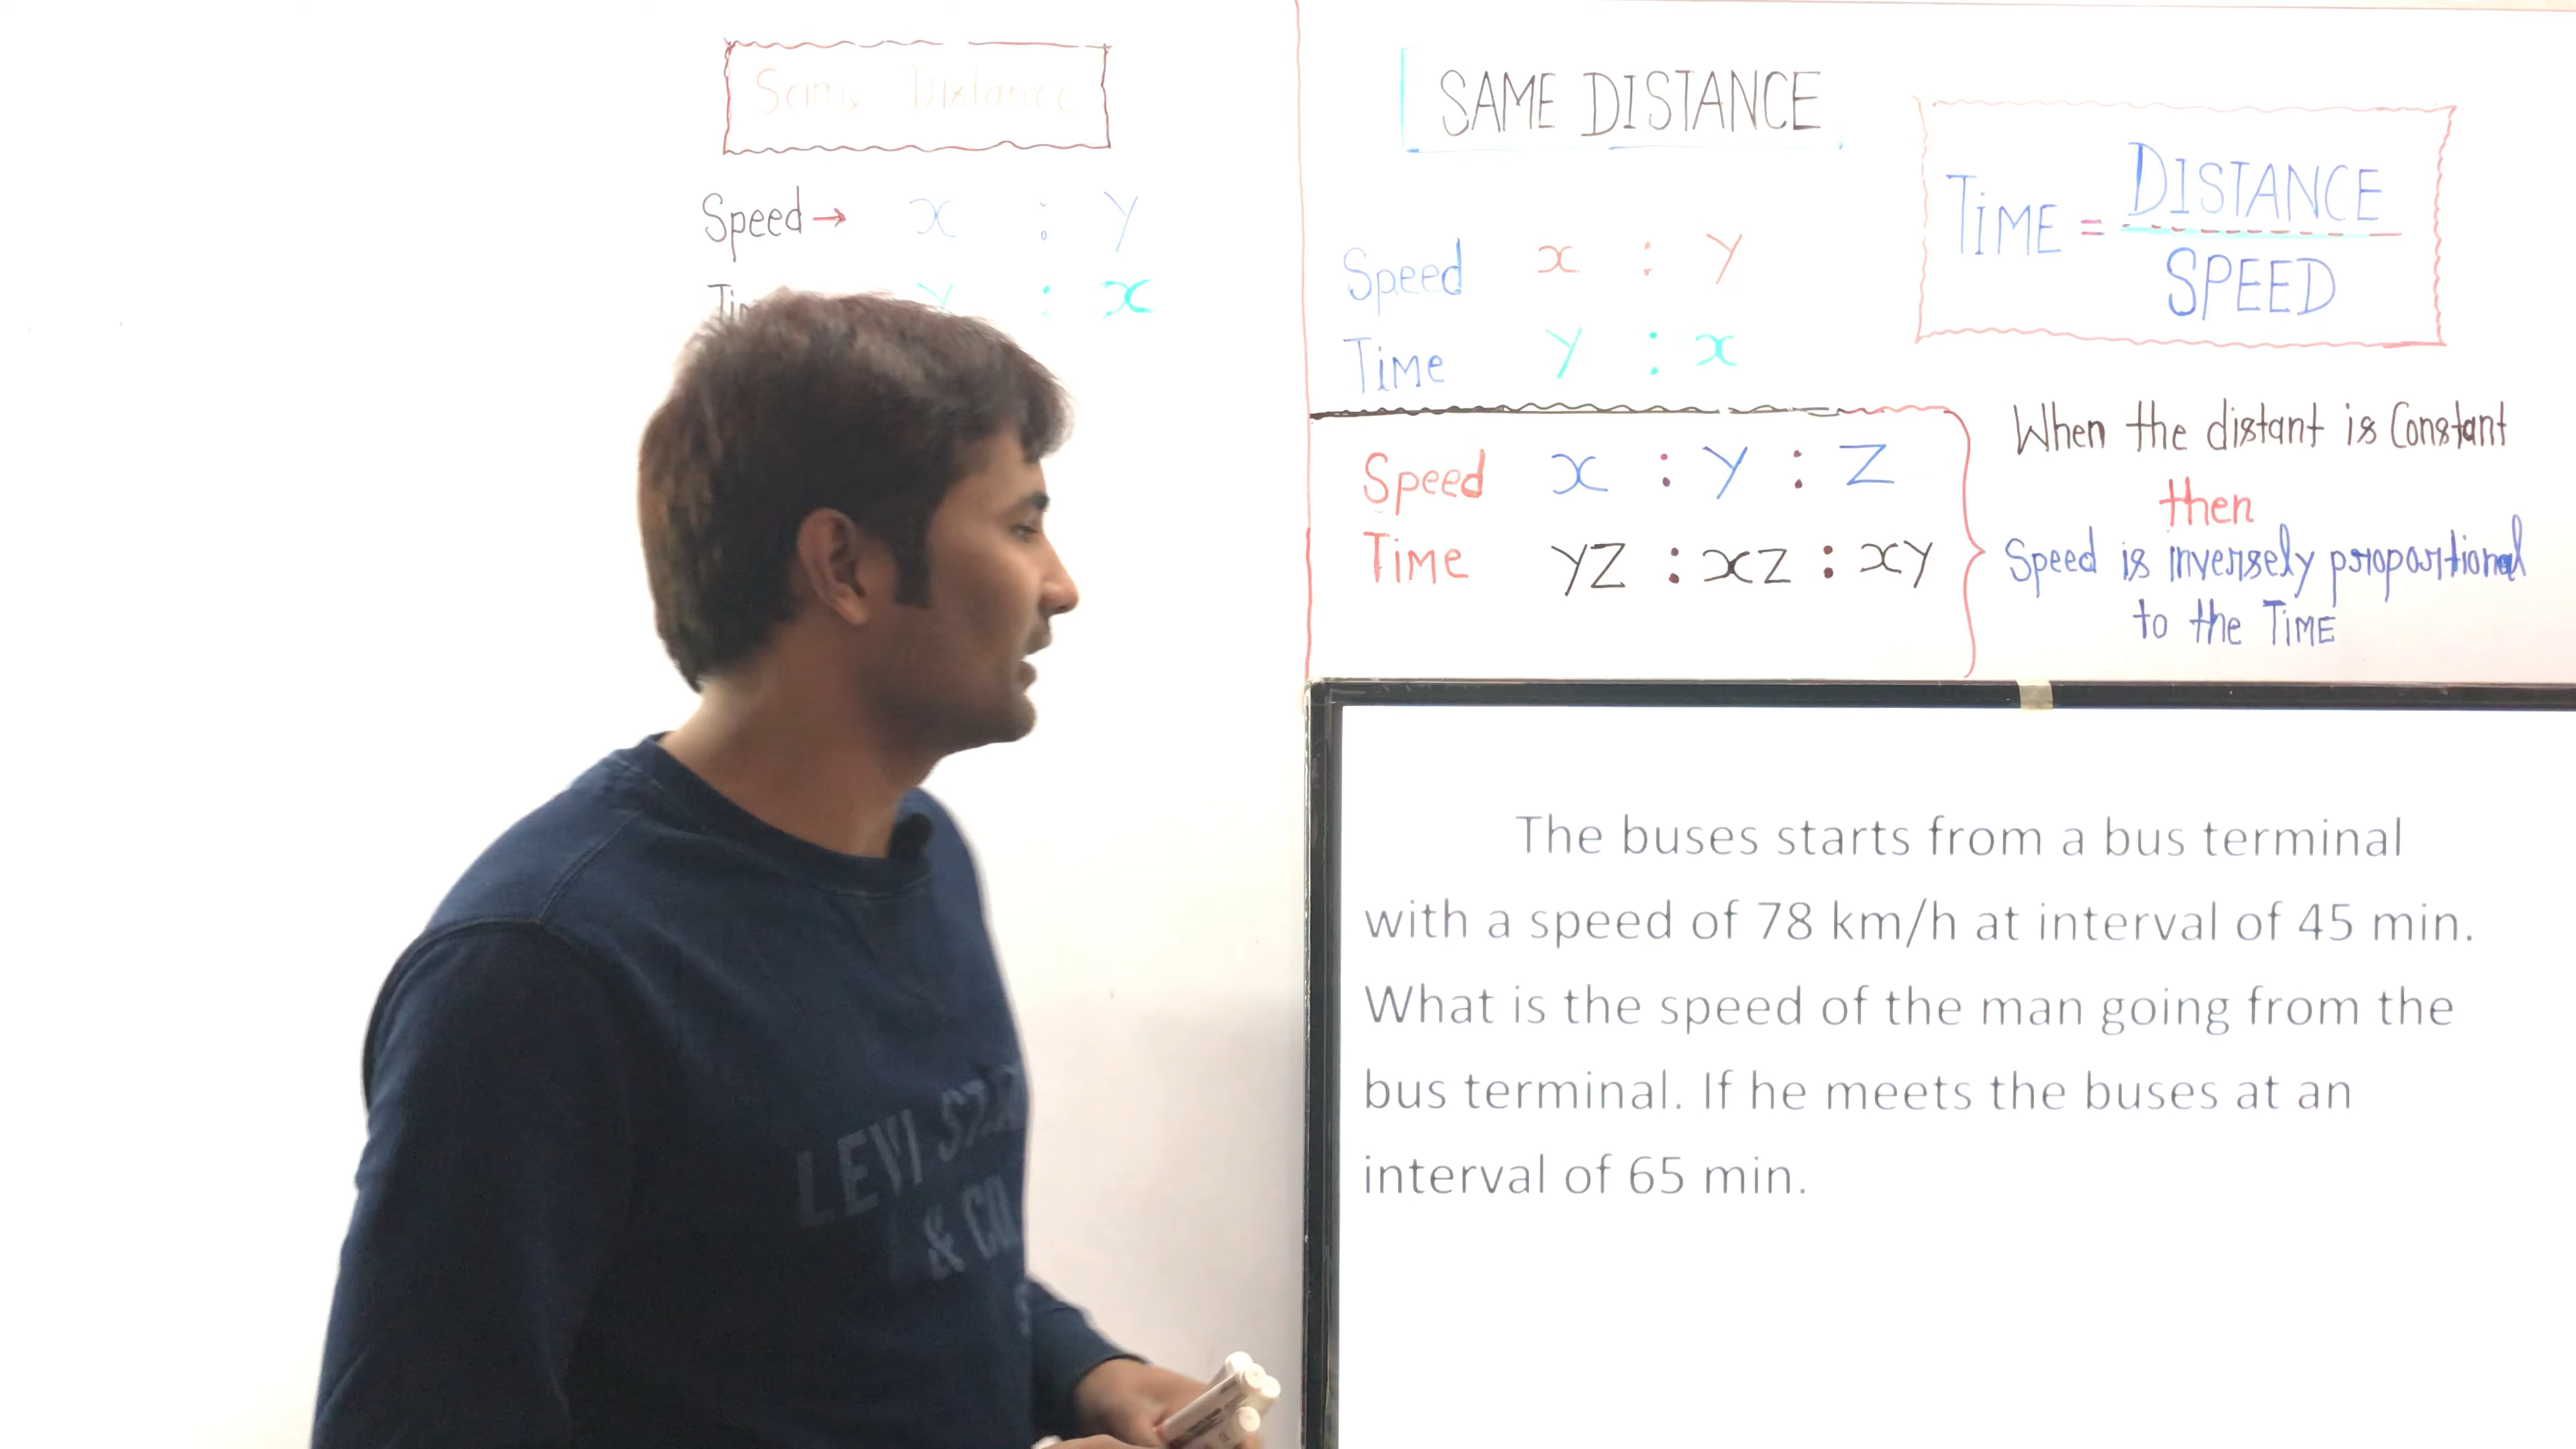 Same Distance
Speed → x : y
y : x
SAME DISTANCE
Speed x : y
Time y : x
TIME = DISTANCE
SPEED
Speed x : y : z
Time yz : xz : xy
When the distant is Constant
then
Speed is inversely proportional
to the TIME
The buses starts from a bus terminal
with a speed of 78 km/h at interval of 45 min.
What is the speed of the man going from the
bus terminal. If he meets the buses at an
interval of 65 min.
LEVI
& CO